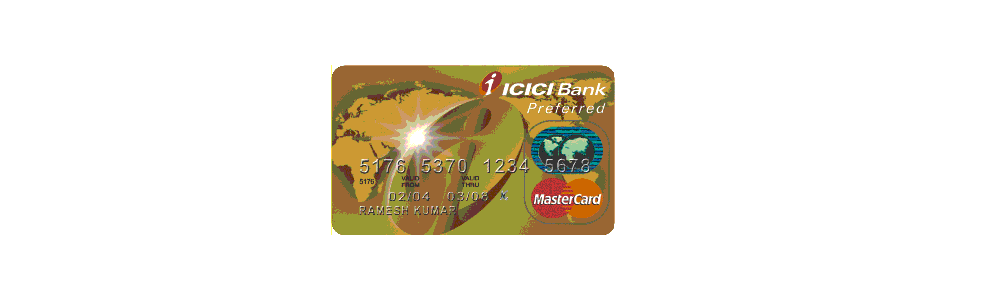 i ICICI Bank
Preferred
5176 5370 1234 5678
5176 VALID FROM VALID THRU
02/04 03/06
MasterCard
RAMESH KUMAR